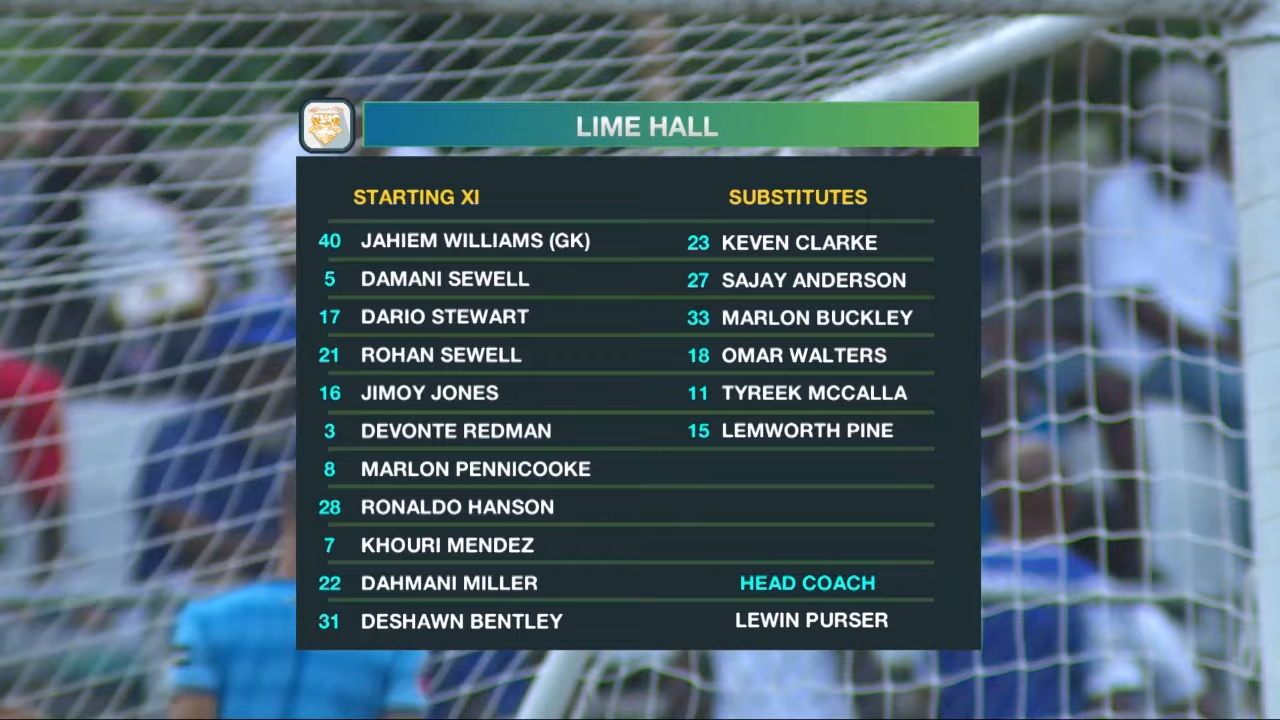 LIME HALL
STARTING XI
40 JAHIEM WILLIAMS (GK)
5 DAMANI SEWELL
17 DARIO STEWART
21 ROHAN SEWELL
16 JIMOY JONES
3 DEVONTE REDMAN
8 MARLON PENNICOOKE
28 RONALDO HANSON
7 KHOURI MENDEZ
22 DAHMANI MILLER
31 DESHAWN BENTLEY
SUBSTITUTES
23 KEVEN CLARKE
27 SAJAY ANDERSON
33 MARLON BUCKLEY
18 OMAR WALTERS
11 TYREEK MCCALLA
15 LEMWORTH PINE
HEAD COACH
LEWIN PURSER